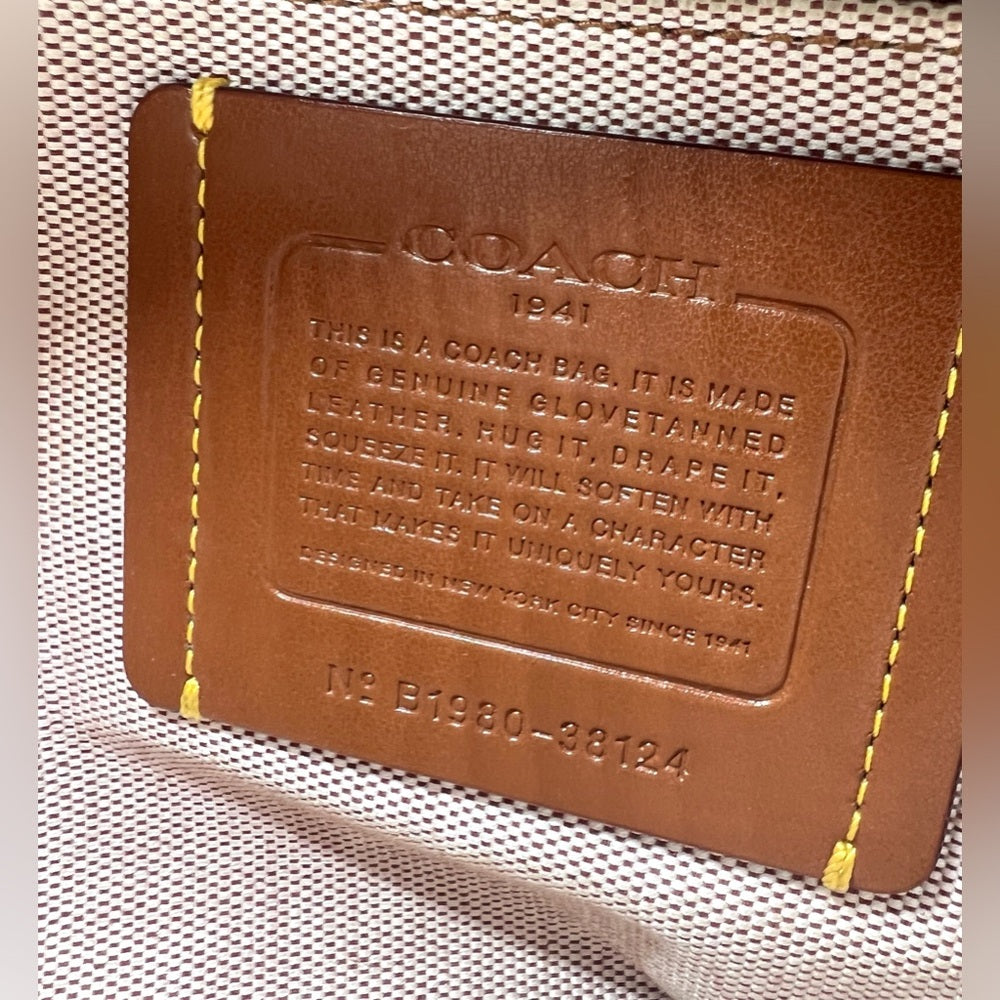 COACH
1941
THIS IS A COACH BAG. IT IS MADE
OF GENUINE GLOVETANNED
LEATHER. HUG IT, DRAPE IT,
SQUEEZE IT. IT WILL SOFTEN WITH
TIME AND TAKE ON A CHARACTER
THAT MAKES IT UNIQUELY YOURS.
DESIGNED IN NEW YORK CITY SINCE 1941
Nº B1980-38124